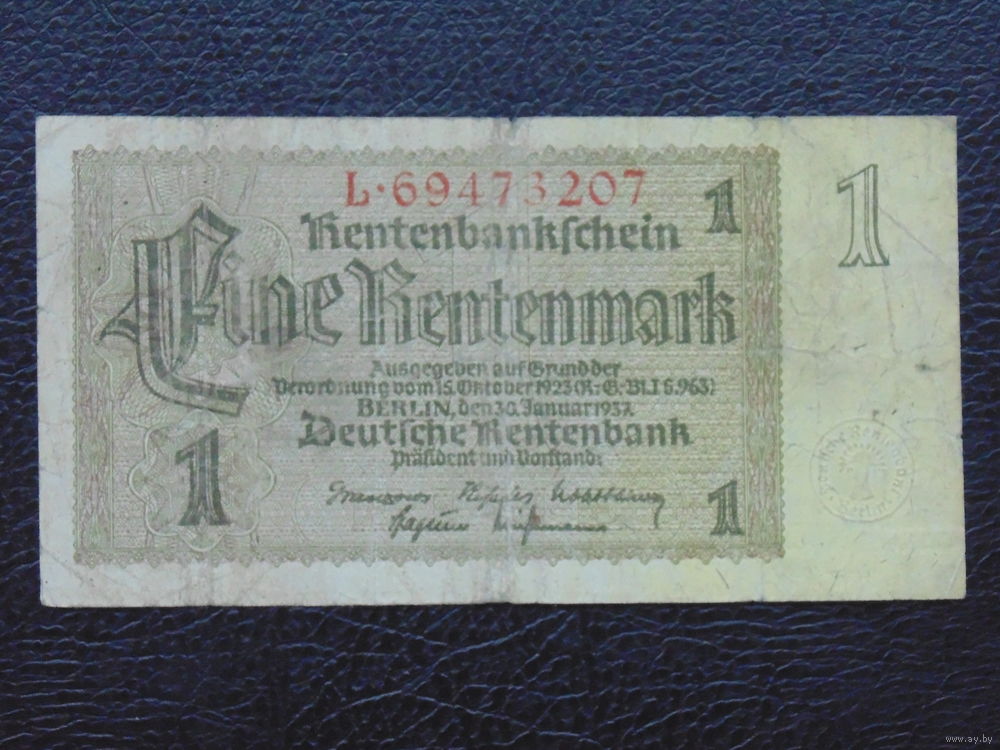 L·69473207
1
1
Rentenbankschein
Eine Rentenmark
Ausgegeben auf Grund der
Verordnung vom 15. Oktober 1923 (R.-G.-Bl. I S. 963)
BERLIN, den 30. Januar 1937.
Deutsche Rentenbank
Präsident und Vorstand:
1
1
www.ay.by